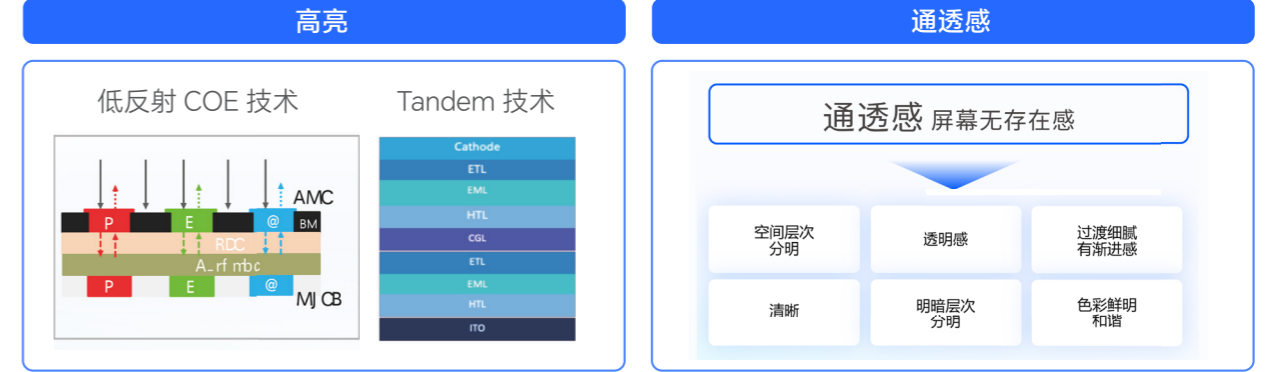 高亮
低反射 COE 技术
AMC
P
E
@
BM
RDC
P
E
@
MJ CB
Tandem 技术
Cathode
ETL
EML
HTL
CGL
ETL
EML
HTL
ITO
通透感
通透感 屏幕无存在感
空间层次
分明
透明感
过渡细腻
有渐进感
清晰
明暗层次
分明
色彩鲜明
和谐